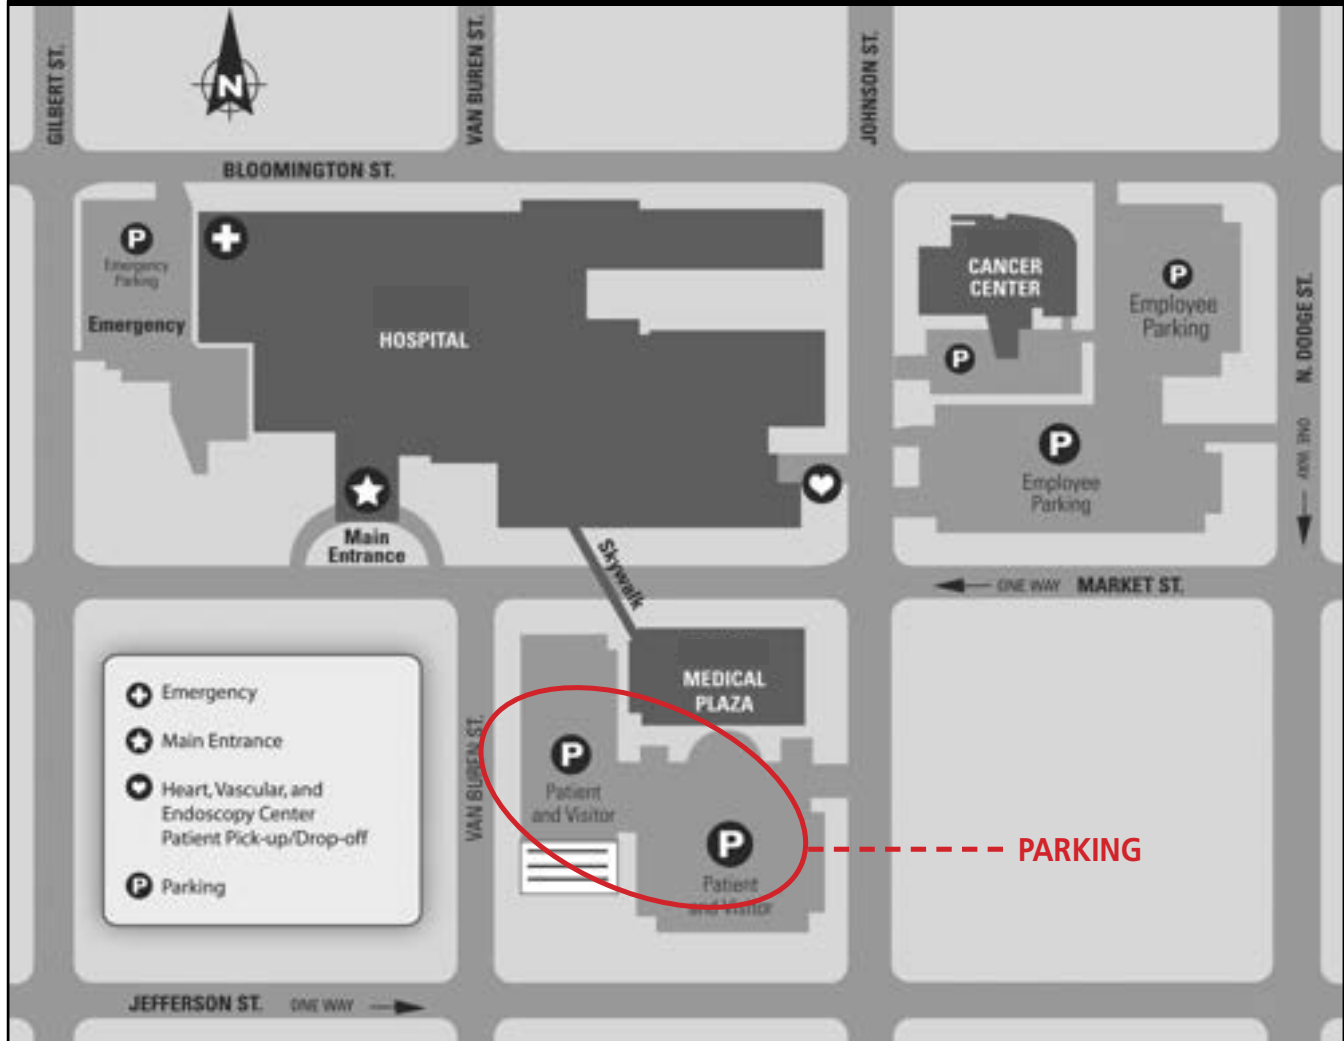 GILBERT ST.
VAN BUREN ST.
JOHNSON ST.
N
BLOOMINGTON ST.
P
Emergency
Parking
Emergency
HOSPITAL
CANCER
CENTER
P
P
Employee
Parking
N. DODGE ST.
ONE WAY
P
Employee
Parking
Main
Entrance
Skywalk
ONE WAY MARKET ST.
MEDICAL
PLAZA
Emergency
Main Entrance
Heart, Vascular, and
Endoscopy Center
Patient Pick-up/Drop-off
P Parking
VAN BUREN ST.
P
Patient
and Visitor
P
Patient
and Visitor
PARKING
JEFFERSON ST. ONE WAY